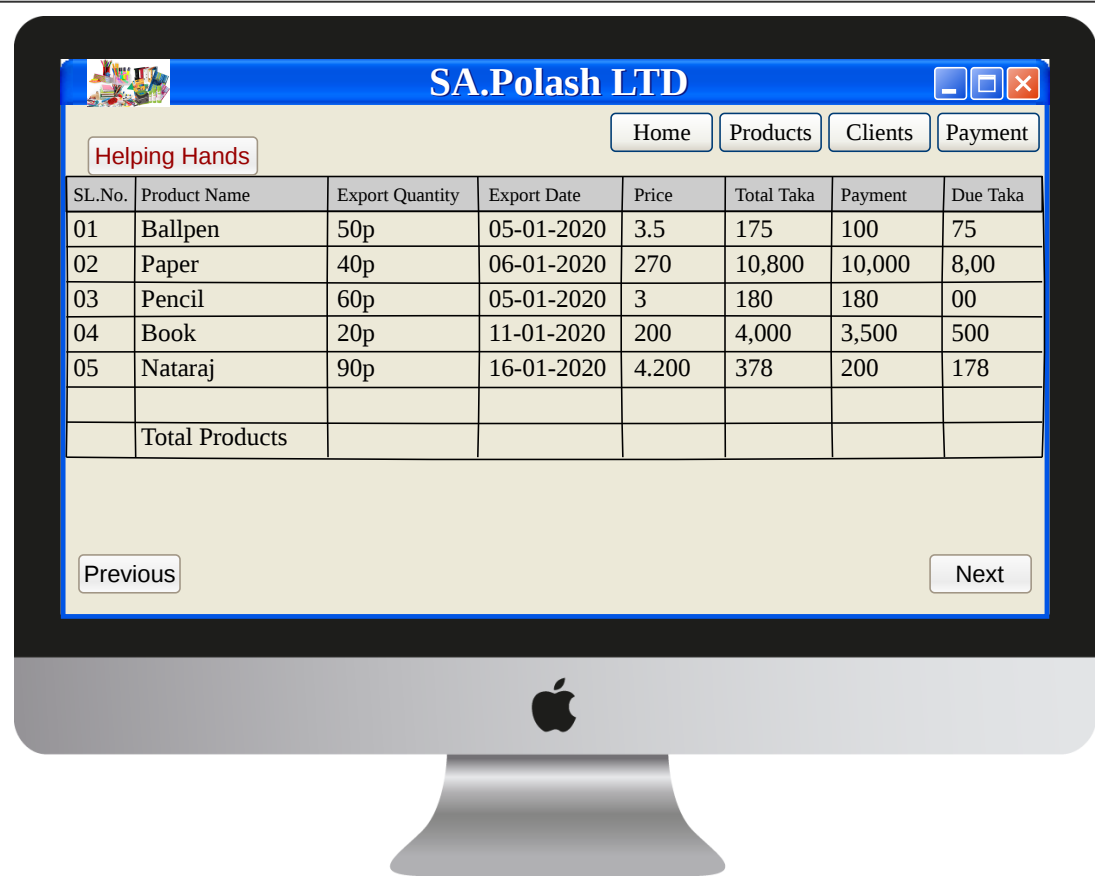 SA.Polash LTD
Home Products Clients Payment
Helping Hands
SL.No. Product Name Export Quantity Export Date Price Total Taka Payment Due Taka
01 Ballpen 50p 05-01-2020 3.5 175 100 75
02 Paper 40p 06-01-2020 270 10,800 10,000 8,00
03 Pencil 60p 05-01-2020 3 180 180 00
04 Book 20p 11-01-2020 200 4,000 3,500 500
05 Nataraj 90p 16-01-2020 4.200 378 200 178
Total Products
Previous Next